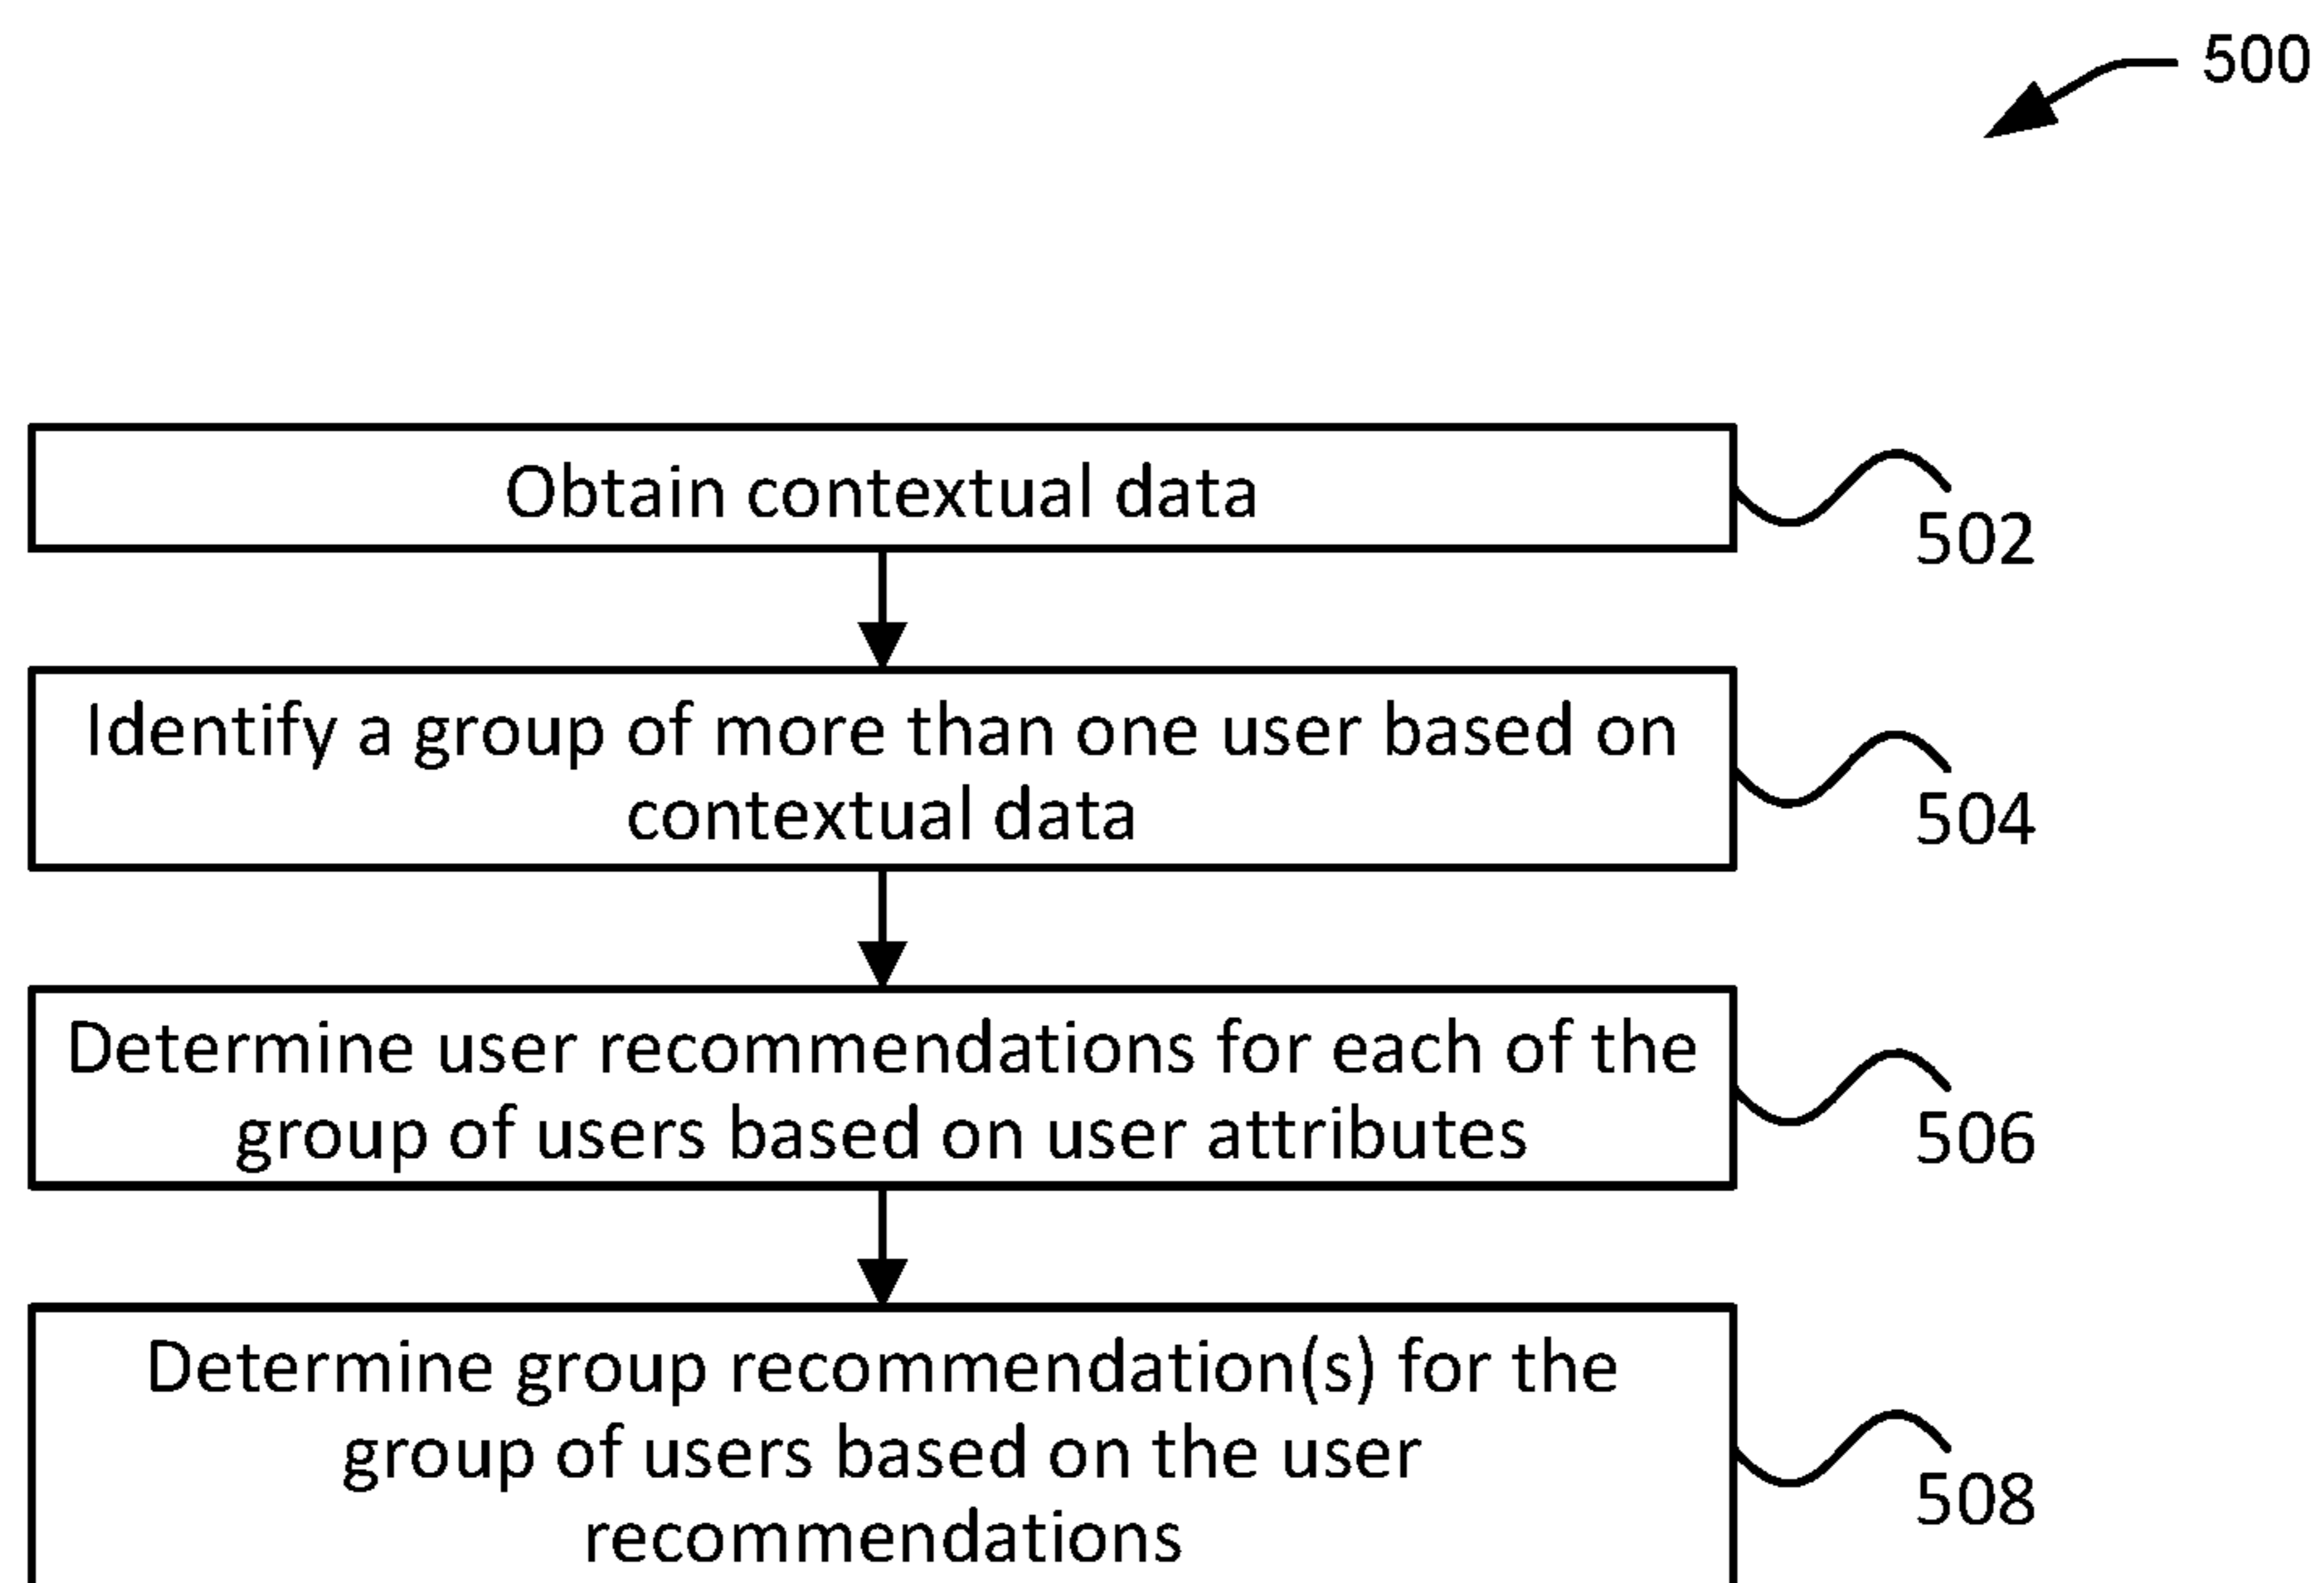 500
Obtain contextual data
502
Identify a group of more than one user based on
contextual data
504
Determine user recommendations for each of the
group of users based on user attributes
506
Determine group recommendation(s) for the
group of users based on the user
recommendations
508